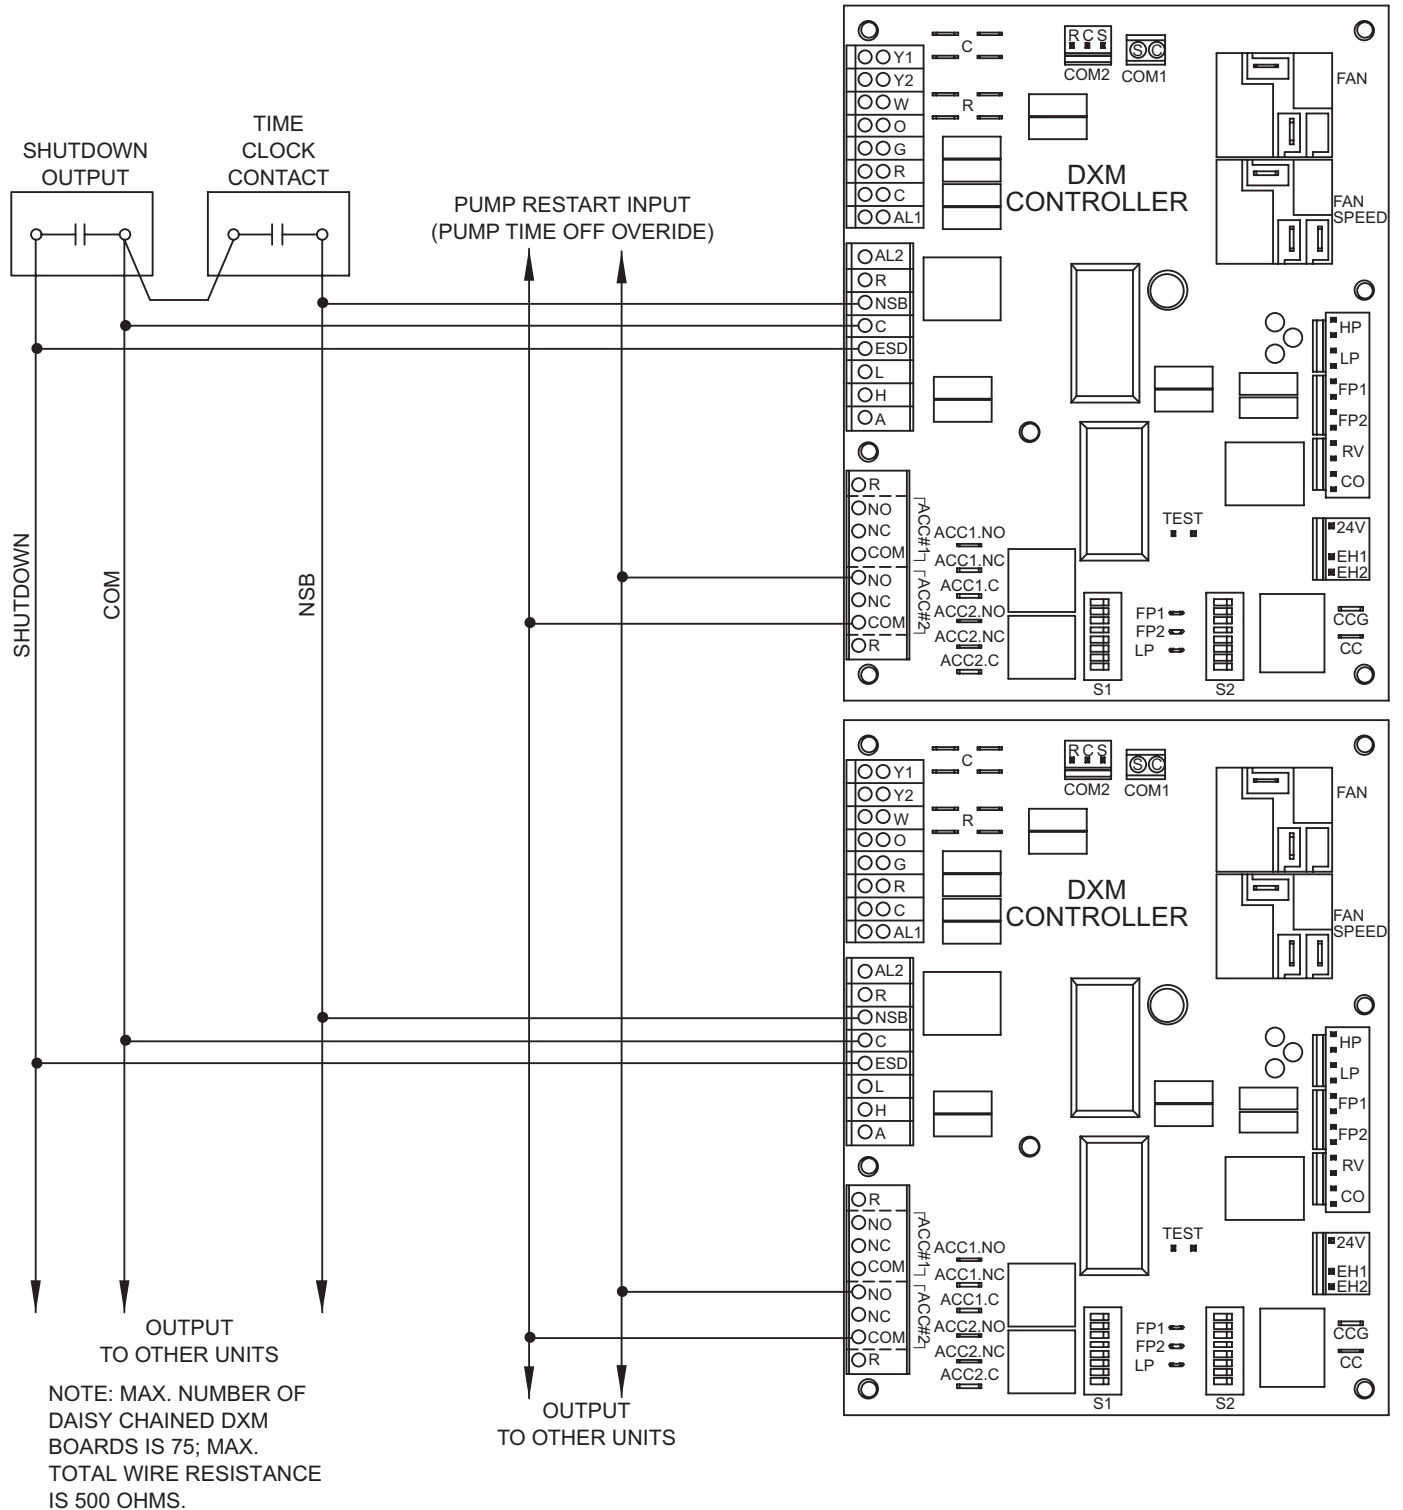 SHUTDOWN
OUTPUT
TIME
CLOCK
CONTACT
PUMP RESTART INPUT
(PUMP TIME OFF OVERIDE)
SHUTDOWN
COM
NSB
Y1
Y2
W
O
G
R
C
AL1
AL2
R
NSB
C
ESD
L
H
A
R
NO
NC
COM
NO
NC
COM
R
ACC#1
ACC#2
C
R
R C S
COM2
S C
COM1
DXM
CONTROLLER
FAN
FAN
SPEED
HP
LP
FP1
FP2
RV
CO
24V
EH1
EH2
TEST
ACC1.NO
ACC1.NC
ACC1.C
ACC2.NO
ACC2.NC
ACC2.C
S1
FP1
FP2
LP
S2
CCG
CC
Y1
Y2
W
O
G
R
C
AL1
AL2
R
NSB
C
ESD
L
H
A
R
NO
NC
COM
NO
NC
COM
R
ACC#1
ACC#2
C
R
R C S
COM2
S C
COM1
DXM
CONTROLLER
FAN
FAN
SPEED
HP
LP
FP1
FP2
RV
CO
24V
EH1
EH2
TEST
ACC1.NO
ACC1.NC
ACC1.C
ACC2.NO
ACC2.NC
ACC2.C
S1
FP1
FP2
LP
S2
CCG
CC
OUTPUT
TO OTHER UNITS
OUTPUT
TO OTHER UNITS
NOTE: MAX. NUMBER OF
DAISY CHAINED DXM
BOARDS IS 75; MAX.
TOTAL WIRE RESISTANCE
IS 500 OHMS.